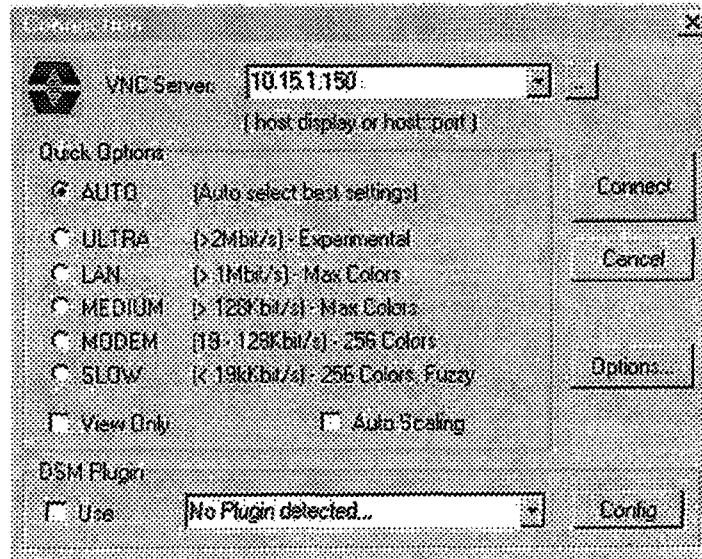 VNC Server: 10.15.1.150 ..
( host:display or host::port )
Quick Options
AUTO (Auto select best settings) Connect
ULTRA (>2Mbit/s) - Experimental
Cancel
LAN (> 1Mbit/s) - Max Colors
MEDIUM (> 128Kbit/s) - Max Colors
MODEM (19 - 128Kbit/s) - 256 Colors
SLOW (< 19kKbit/s) - 256 Colors, Fuzzy Options...
View Only Auto Scaling
DSM Plugin
Use No Plugin detected... Config